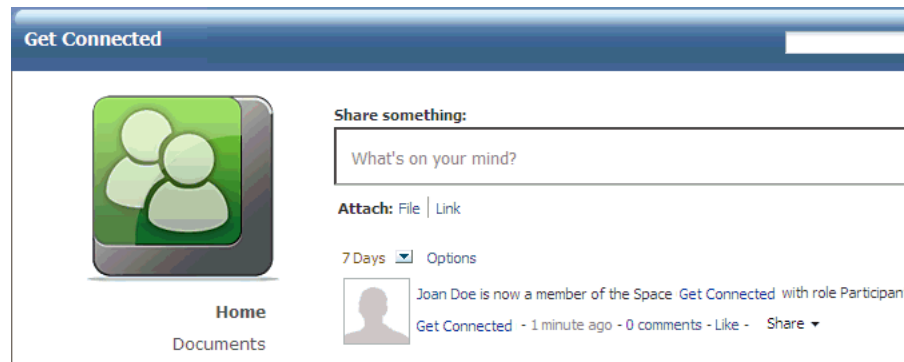 Get Connected
Share something:
What's on your mind?
Attach: File | Link
7 Days Options
Joan Doe is now a member of the Space Get Connected with role Participan
Get Connected - 1 minute ago - 0 comments - Like - Share
Home
Documents